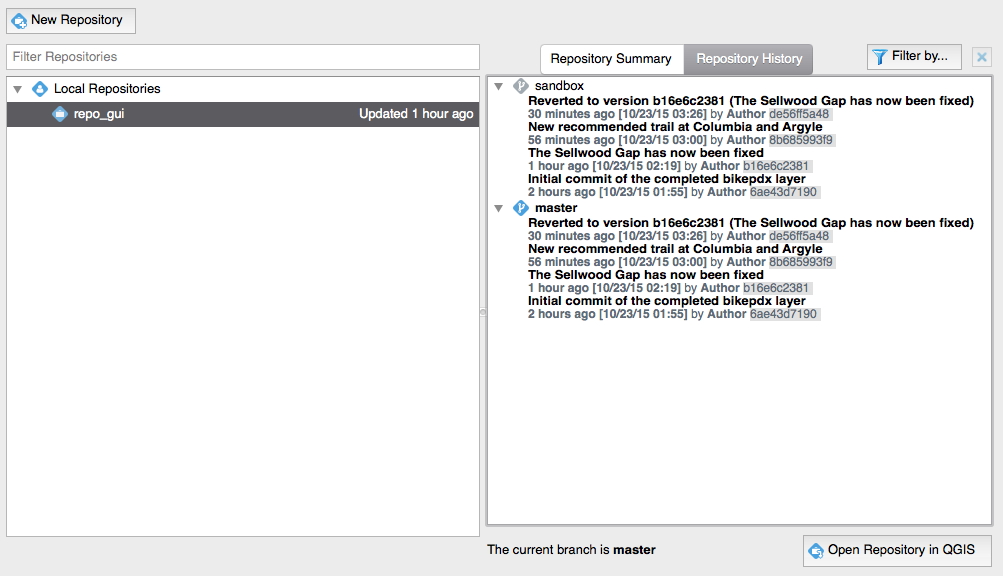 New Repository
Filter Repositories
Local Repositories
repo_gui Updated 1 hour ago
Repository Summary Repository History Filter by...
sandbox
Reverted to version b16e6c2381 (The Sellwood Gap has now been fixed)
30 minutes ago [10/23/15 03:26] by Author de56ff5a48
New recommended trail at Columbia and Argyle
56 minutes ago [10/23/15 03:00] by Author 8b685993f9
The Sellwood Gap has now been fixed
1 hour ago [10/23/15 02:19] by Author b16e6c2381
Initial commit of the completed bikepdx layer
2 hours ago [10/23/15 01:55] by Author 6ae43d7190
master
Reverted to version b16e6c2381 (The Sellwood Gap has now been fixed)
30 minutes ago [10/23/15 03:26] by Author de56ff5a48
New recommended trail at Columbia and Argyle
56 minutes ago [10/23/15 03:00] by Author 8b685993f9
The Sellwood Gap has now been fixed
1 hour ago [10/23/15 02:19] by Author b16e6c2381
Initial commit of the completed bikepdx layer
2 hours ago [10/23/15 01:55] by Author 6ae43d7190
The current branch is master
Open Repository in QGIS